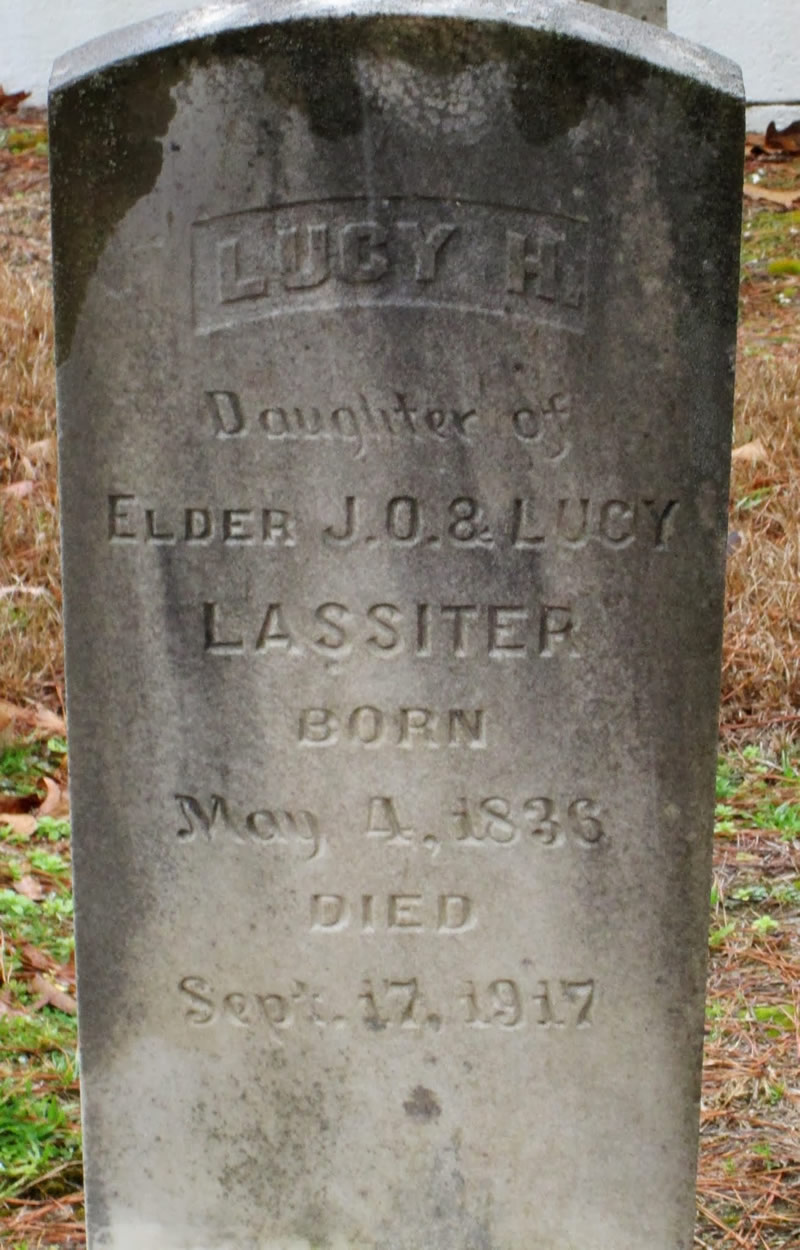 LUCY H.
Daughter of
ELDER J.O. & LUCY
LASSITER
BORN
May 4, 1836
DIED
Sept. 17, 1917